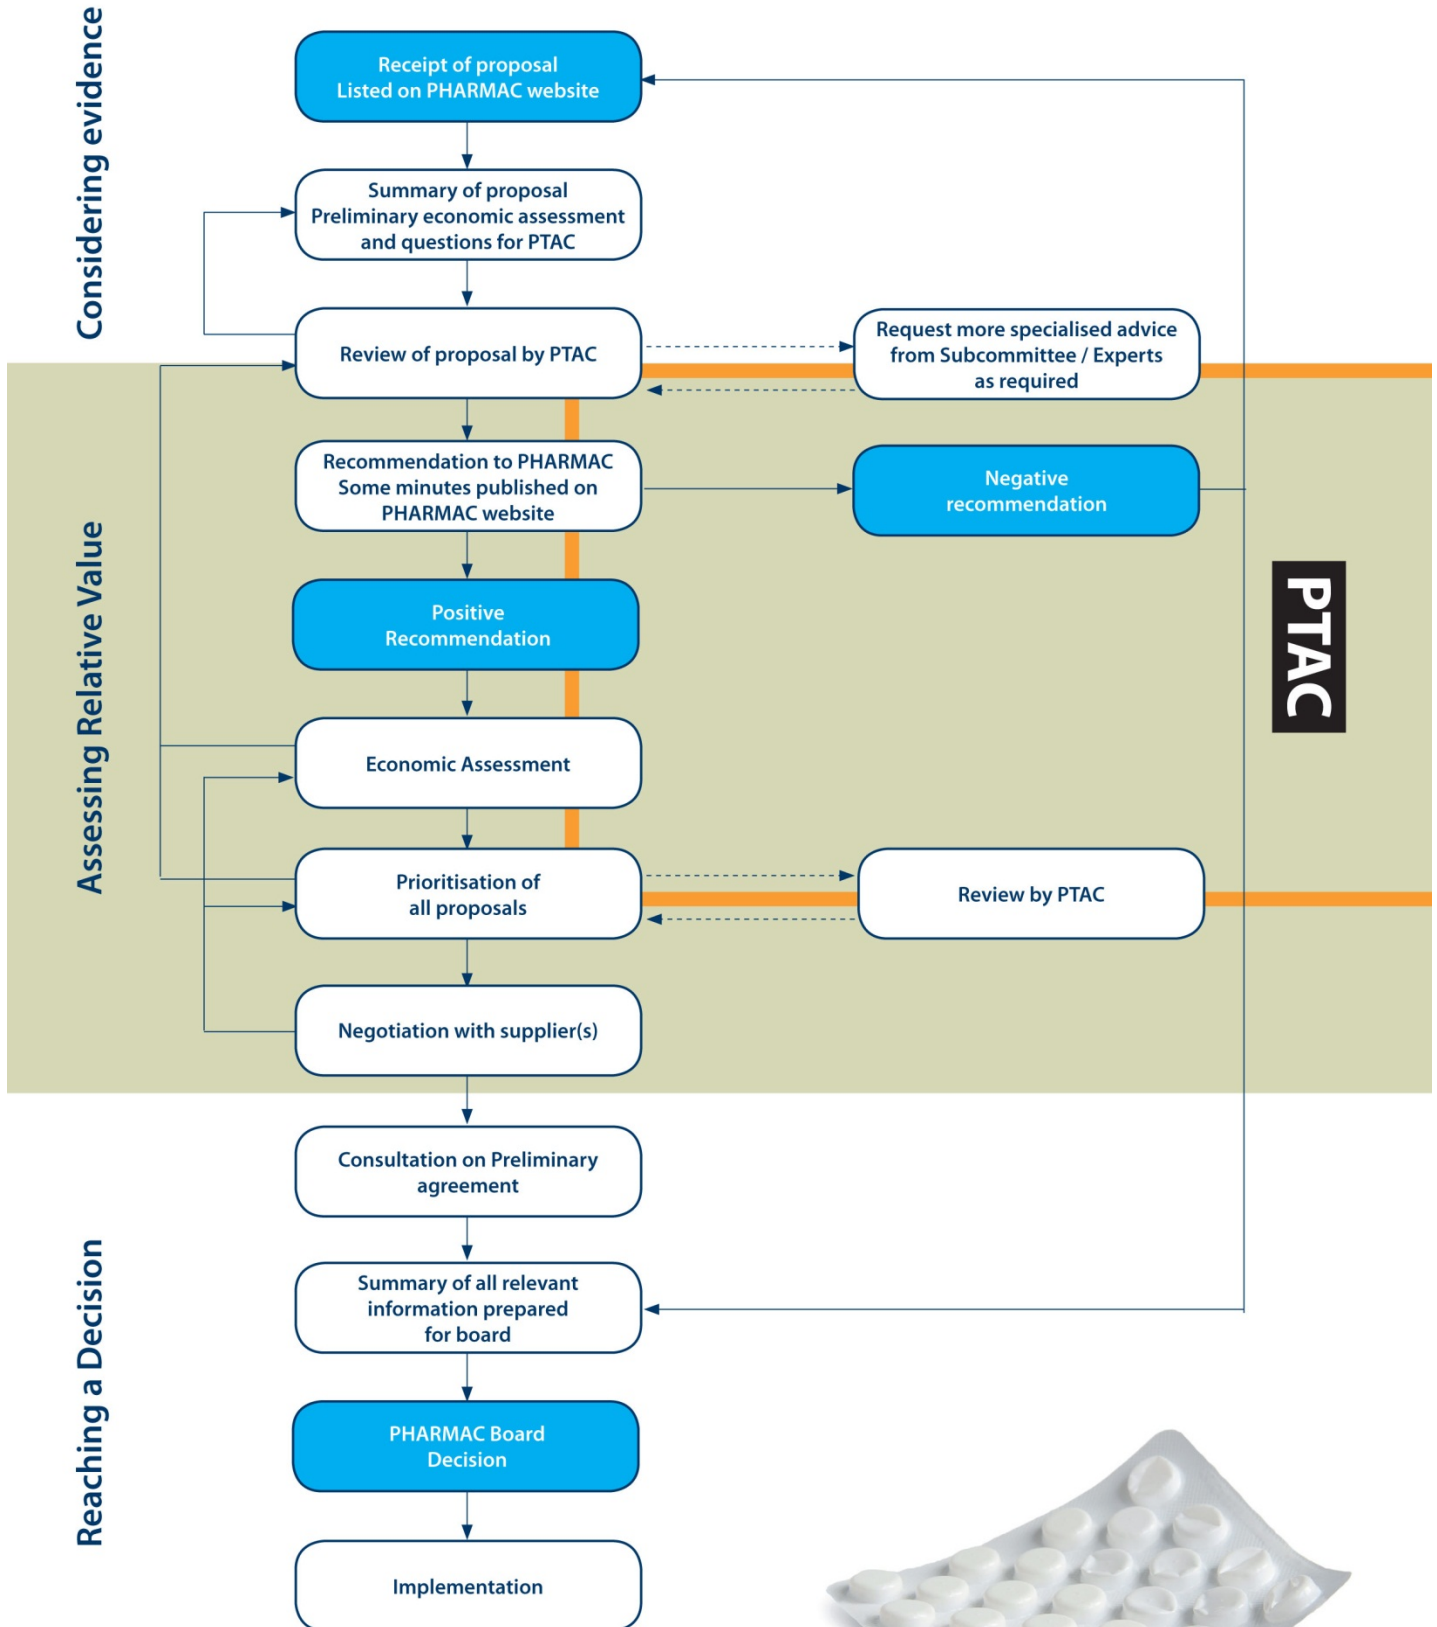 Considering evidence
Receipt of proposal
Listed on PHARMAC website
Summary of proposal
Preliminary economic assessment
and questions for PTAC
Review of proposal by PTAC
Request more specialised advice
from Subcommittee / Experts
as required
Assessing Relative Value
Recommendation to PHARMAC
Some minutes published on
PHARMAC website
Negative
recommendation
PTAC
Positive
Recommendation
Economic Assessment
Prioritisation of
all proposals
Review by PTAC
Negotiation with supplier(s)
Reaching a Decision
Consultation on Preliminary
agreement
Summary of all relevant
information prepared
for board
PHARMAC Board
Decision
Implementation